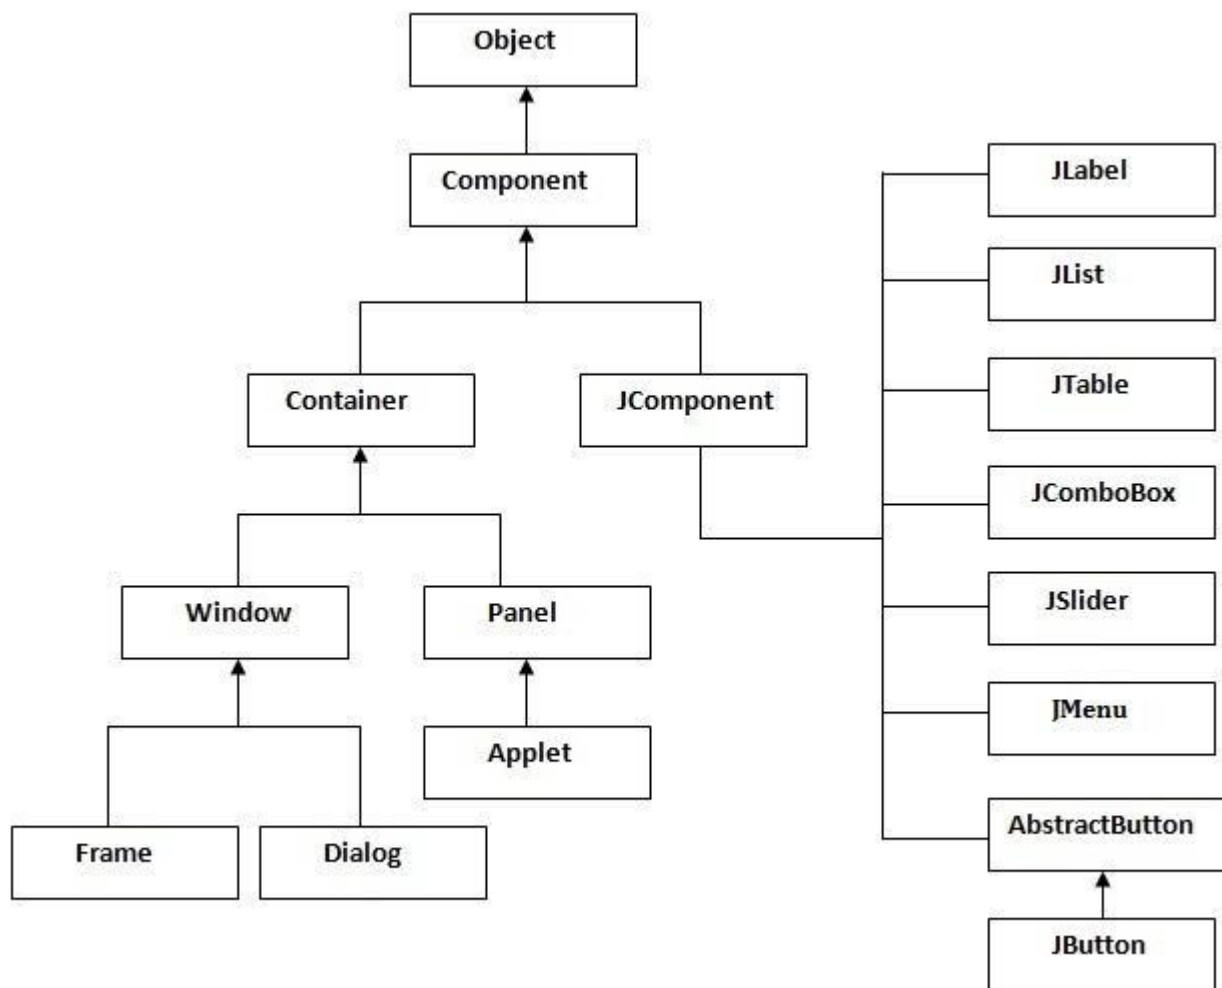 Object
Component
JLabel
JList
JTable
Container
JComponent
JComboBox
Window
Panel
JSlider
JMenu
Applet
AbstractButton
Frame
Dialog
JButton